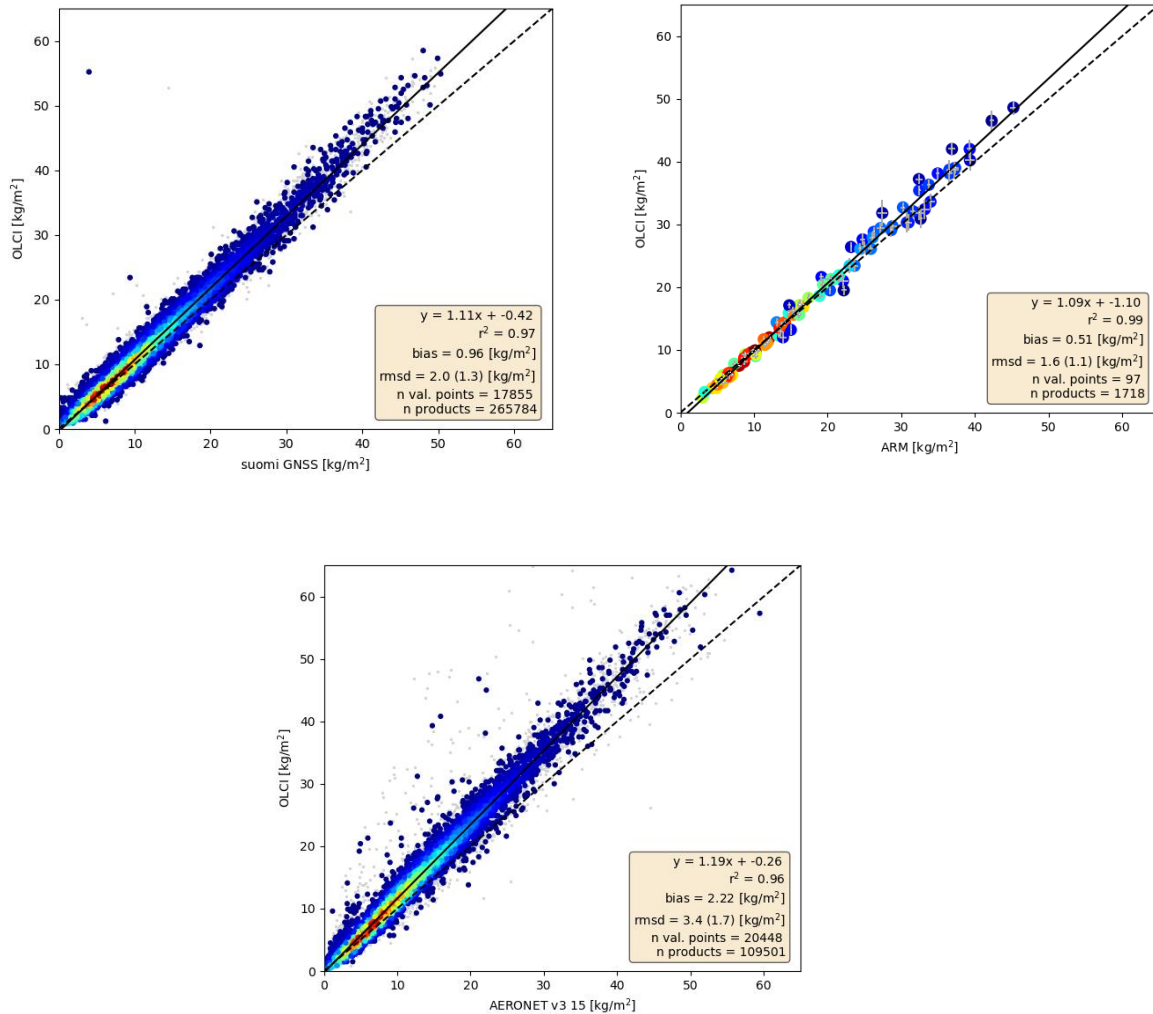 60
50
40
30
20
10
0
OLCI [kg/m²]
y = 1.11x + -0.42
r² = 0.97
bias = 0.96 [kg/m²]
rmsd = 2.0 (1.3) [kg/m²]
n val. points = 17855
n products = 265784
0 10 20 30 40 50 60
suomi GNSS [kg/m²]
60
50
40
30
20
10
0
OLCI [kg/m²]
y = 1.09x + -1.10
r² = 0.99
bias = 0.51 [kg/m²]
rmsd = 1.6 (1.1) [kg/m²]
n val. points = 97
n products = 1718
0 10 20 30 40 50 60
ARM [kg/m²]
60
50
40
30
20
10
0
OLCI [kg/m²]
y = 1.19x + -0.26
r² = 0.96
bias = 2.22 [kg/m²]
rmsd = 3.4 (1.7) [kg/m²]
n val. points = 20448
n products = 109501
0 10 20 30 40 50 60
AERONET v3 15 [kg/m²]